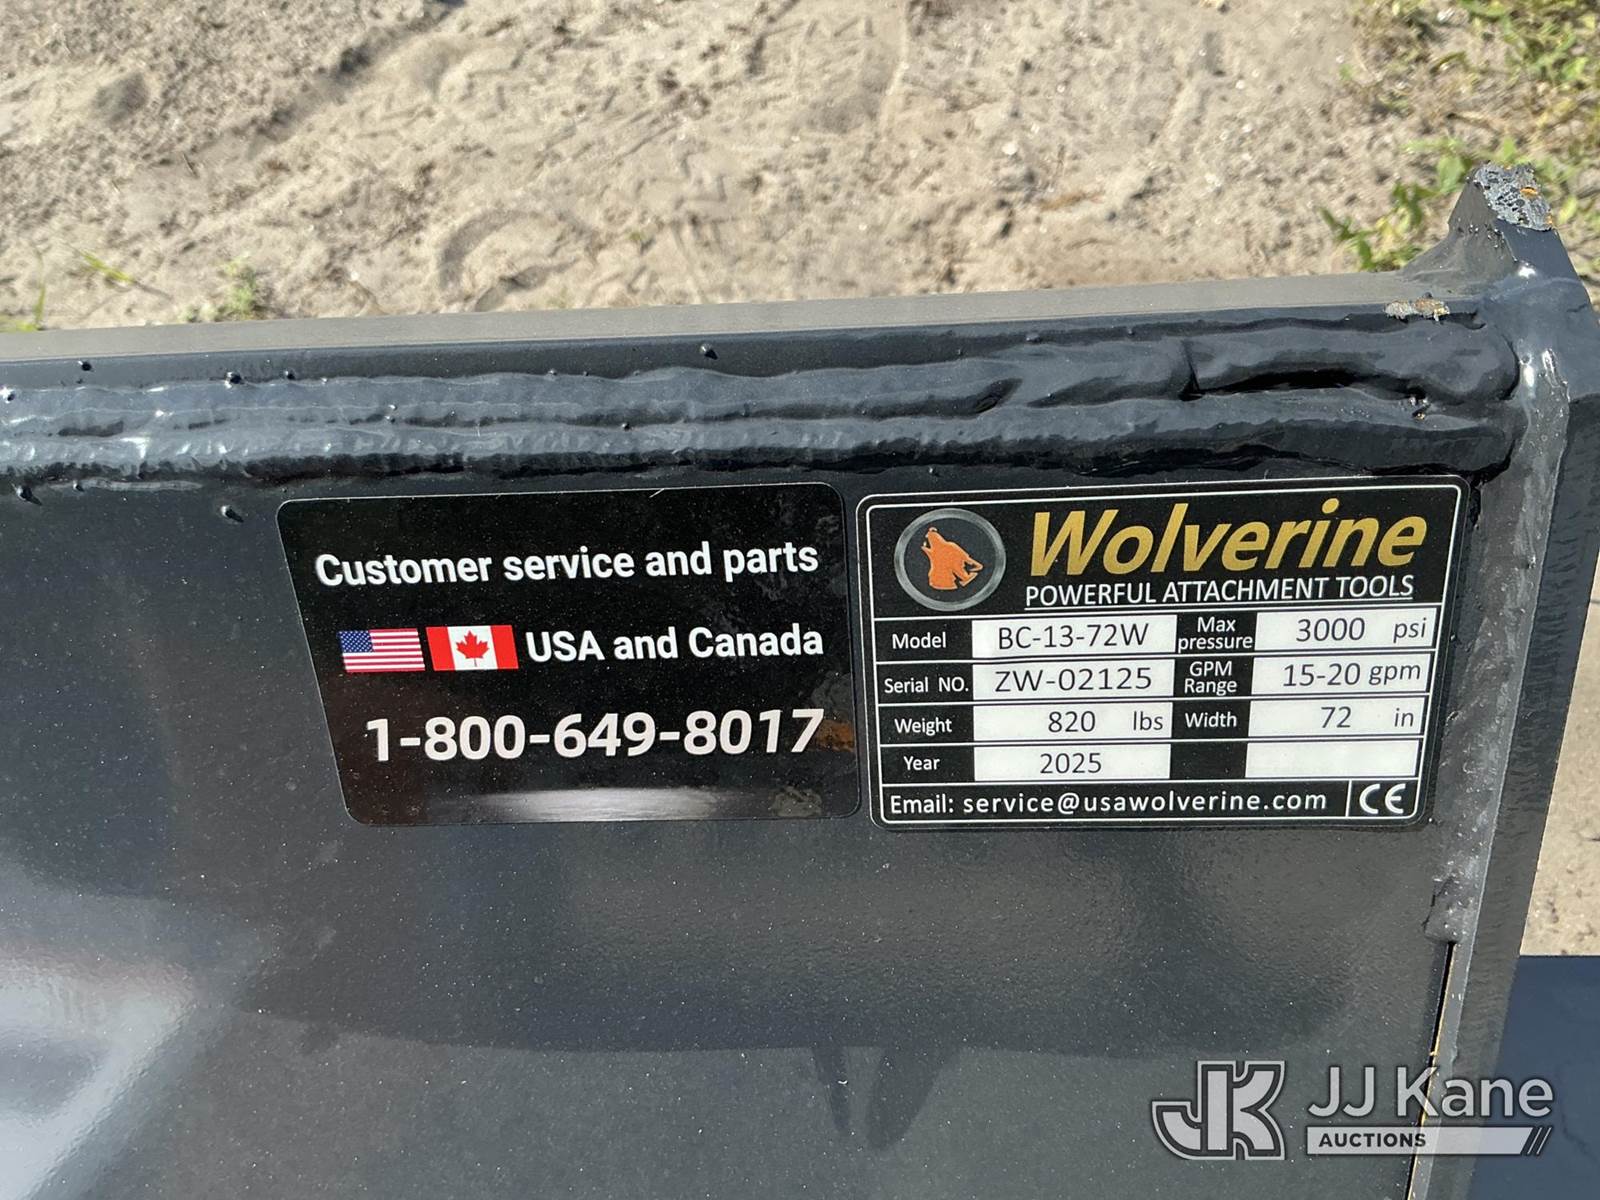 Customer service and parts
USA and Canada
1-800-649-8017
Wolverine
POWERFUL ATTACHMENT TOOLS
Model BC-13-72W Max pressure 3000 psi
Serial NO. ZW-02125 GPM Range 15-20 gpm
Weight 820 lbs Width 72 in
Year 2025
Email: service@usawolverine.com CE
JK JJ Kane
AUCTIONS